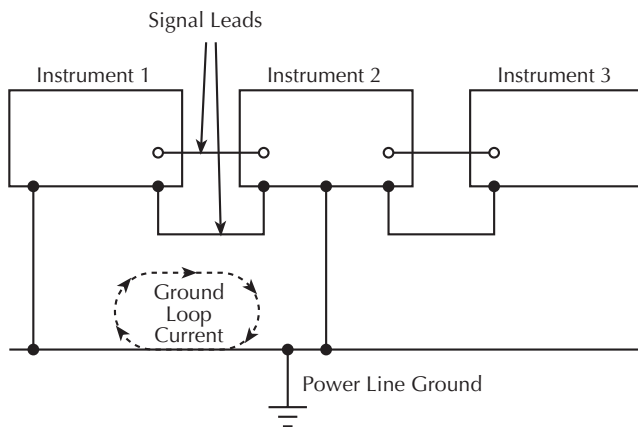 Signal Leads
Instrument 1
Instrument 2
Instrument 3
Ground
Loop
Current
Power Line Ground